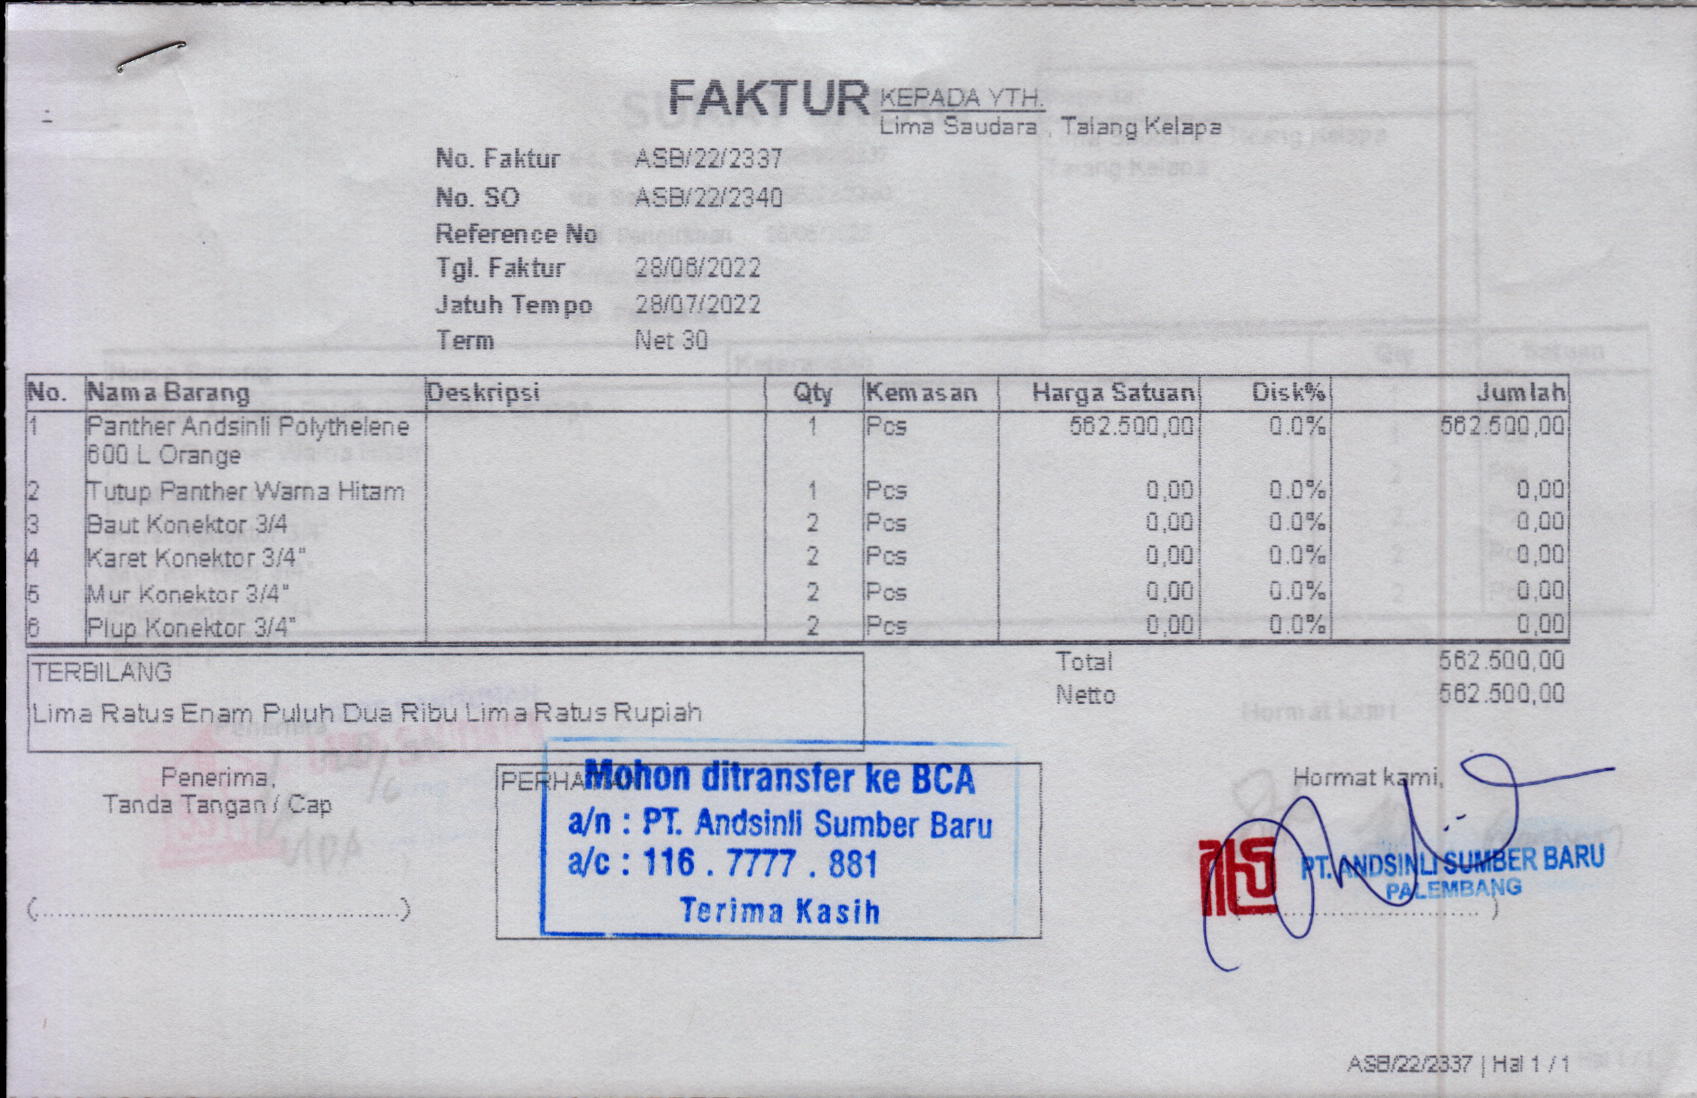 FAKTUR
KEPADA YTH.
Lima Saudara , Talang Kelapa
No. Faktur ASB/22/2337
No. SO ASB/22/2340
Reference No
Tgl. Faktur 28/06/2022
Jatuh Tempo 28/07/2022
Term Net 30
No. Nama Barang Deskripsi Qty Kemasan Harga Satuan Disk% Jumlah
1 Panther Andsinli Polythelene 1 Pcs 562.500,00 0.0% 562.500,00
600 L Orange
2 Tutup Panther Warna Hitam 1 Pcs 0,00 0.0% 0,00
3 Baut Konektor 3/4 2 Pcs 0,00 0.0% 0,00
4 Karet Konektor 3/4" 2 Pcs 0,00 0.0% 0,00
5 Mur Konektor 3/4" 2 Pcs 0,00 0.0% 0,00
6 Plup Konektor 3/4" 2 Pcs 0,00 0.0% 0,00
Total 562.500,00
Netto 562.500,00
TERBILANG
Lima Ratus Enam Puluh Dua Ribu Lima Ratus Rupiah
Penerima,
Tanda Tangan / Cap
Mohon ditransfer ke BCA
a/n : PT. Andsinli Sumber Baru
a/c : 116 . 7777 . 881
Terima Kasih
Hormat kami,
PT. ANDSINLI SUMBER BARU
PALEMBANG
ASB/22/2337 | Hal 1 / 1